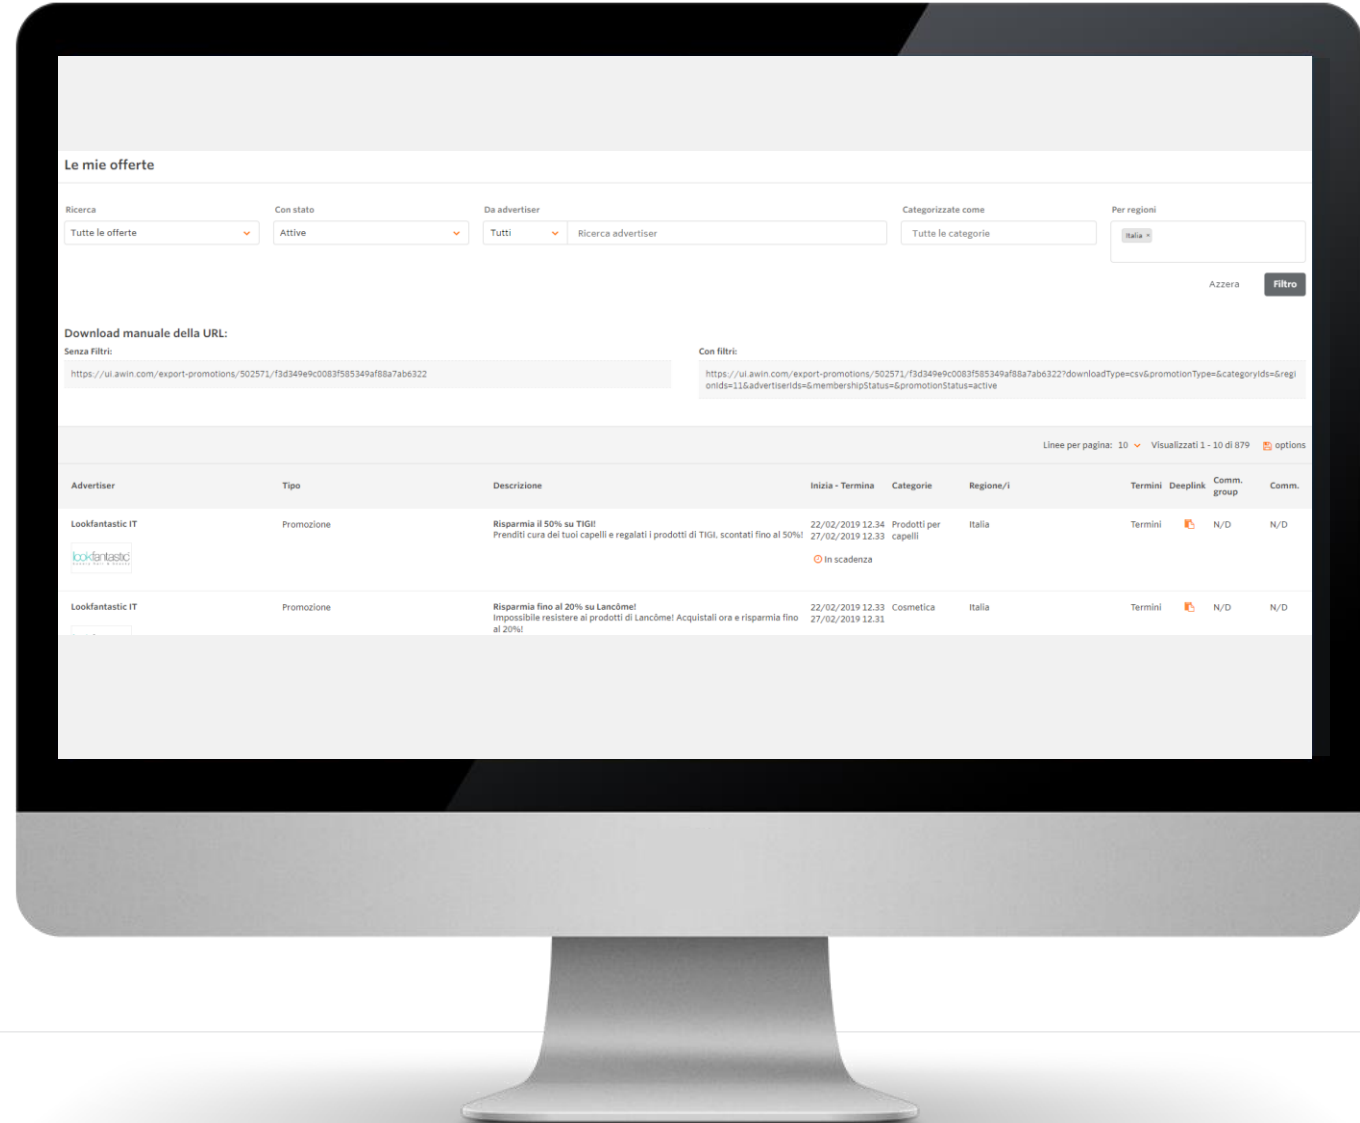 Le mie offerte
Ricerca
Con stato
Da advertiser
Categorizzate come
Per regioni
Tutte le offerte
Attive
Tutti
Ricerca advertiser
Tutte le categorie
Italia ×
Azzera
Filtro
Download manuale della URL:
Senza Filtri:
Con filtri:
https://ui.awin.com/export-promotions/502571/f3d349e9c0083f585349af88a7ab6322
https://ui.awin.com/export-promotions/502571/f3d349e9c0083f585349af88a7ab6322?downloadType=csv&promotionType=&categoryIds=&regi
onIds=11&advertiserIds=&membershipStatus=&promotionStatus=active
Linee per pagina: 10 Visualizzati 1 - 10 di 879 options
Advertiser
Tipo
Descrizione
Inizia - Termina
Categorie
Regione/i
Termini
Deeplink
Comm.
group
Comm.
Lookfantastic IT
Promozione
Risparmia il 50% su TIGI!
Prenditi cura dei tuoi capelli e regalati i prodotti di TIGI, scontati fino al 50%!
22/02/2019 12.34
27/02/2019 12.33
In scadenza
Prodotti per
capelli
Italia
Termini
N/D
N/D
lookfantastic
Lookfantastic IT
Promozione
Risparmia fino al 20% su Lancôme!
Impossibile resistere ai prodotti di Lancôme! Acquistali ora e risparmia fino
al 20%!
22/02/2019 12.33
27/02/2019 12.31
Cosmetica
Italia
Termini
N/D
N/D